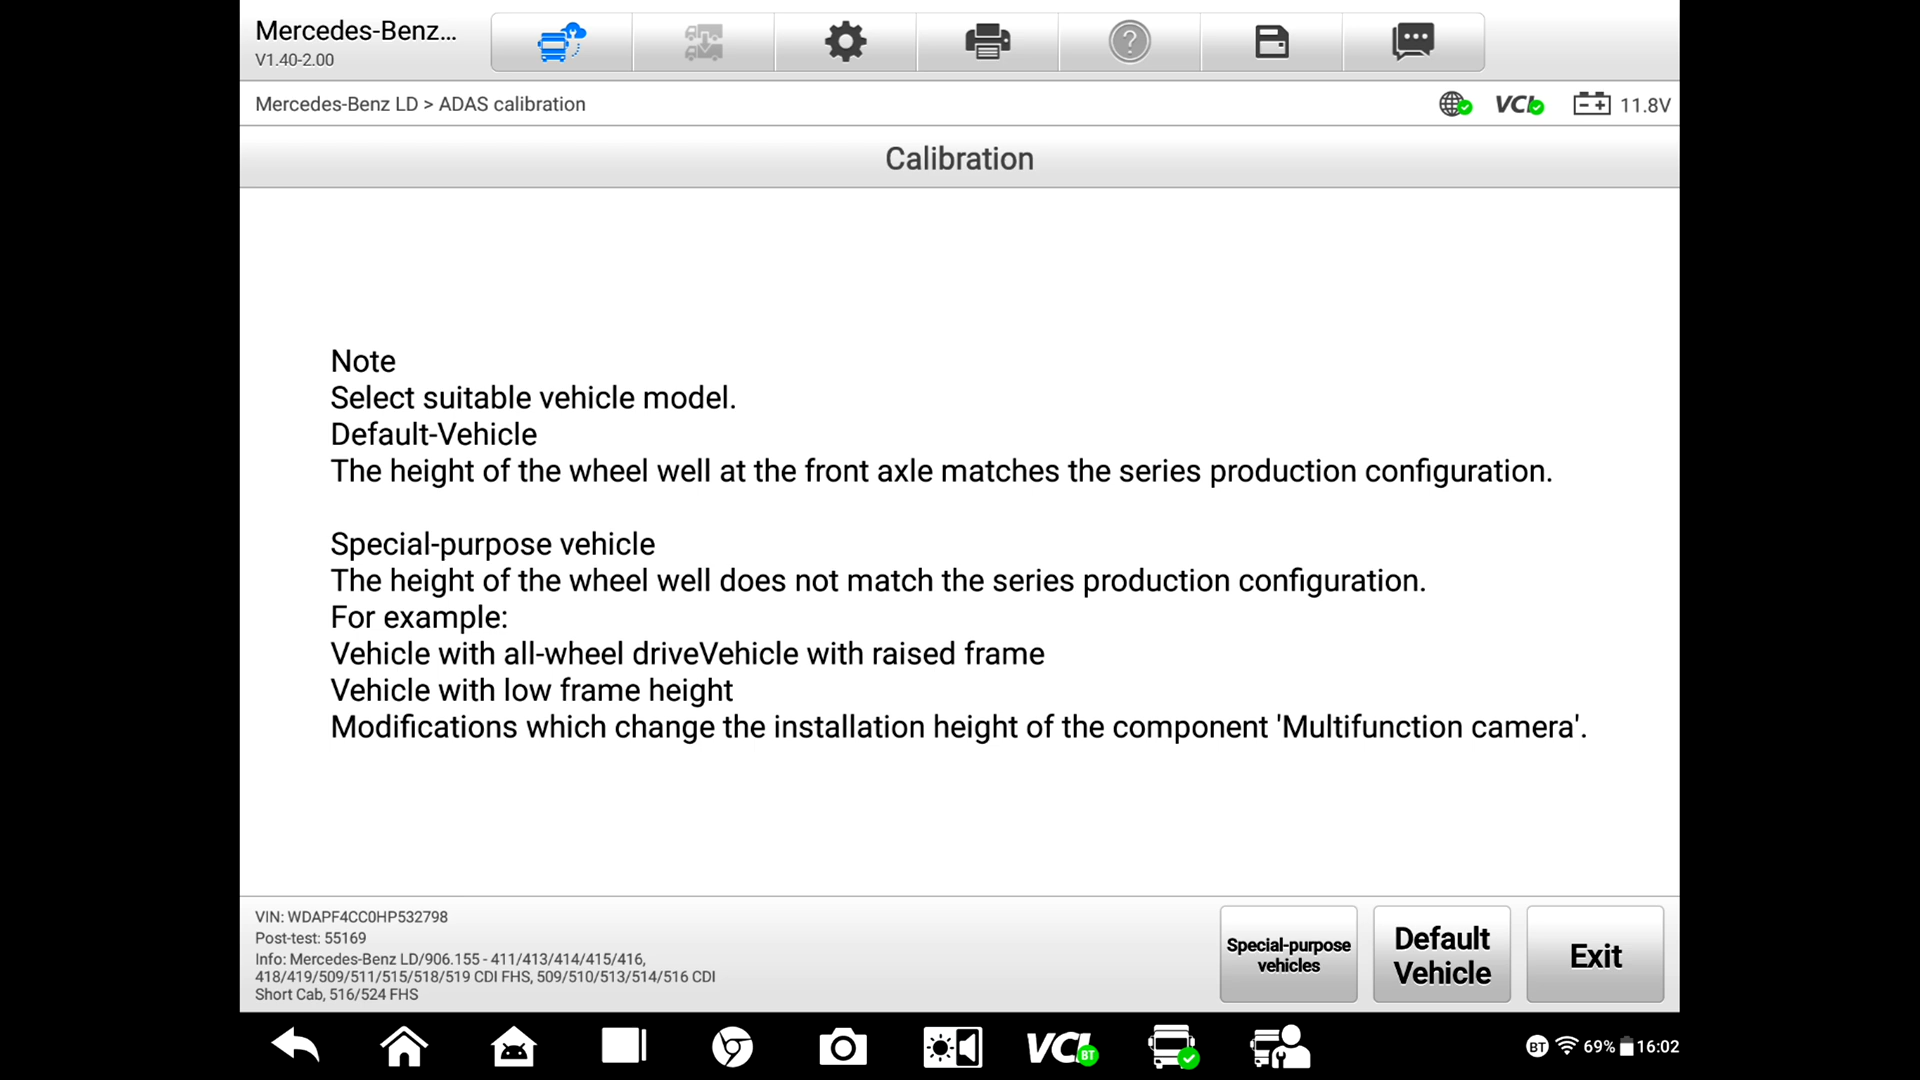 Mercedes-Benz...
V1.40-2.00
?
Mercedes-Benz LD > ADAS calibration
VCI
11.8V
Calibration
Note
Select suitable vehicle model.
Default-Vehicle
The height of the wheel well at the front axle matches the series production configuration.
Special-purpose vehicle
The height of the wheel well does not match the series production configuration.
For example:
Vehicle with all-wheel driveVehicle with raised frame
Vehicle with low frame height
Modifications which change the installation height of the component 'Multifunction camera'.
VIN: WDAPF4CC0HP532798
Post-test: 55169
Info: Mercedes-Benz LD/906.155 - 411/413/414/415/416,
418/419/509/511/515/518/519 CDI FHS, 509/510/513/514/516 CDI
Short Cab, 516/524 FHS
Special-purpose
vehicles
Default
Vehicle
Exit
VCI
BT
BT
69%
16:02